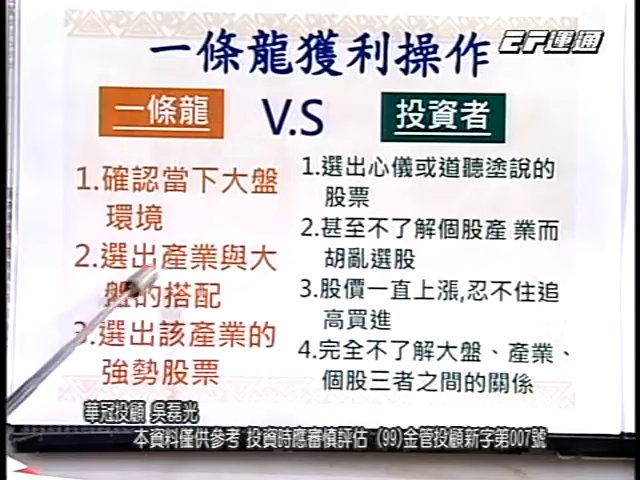 一條龍獲利操作
EF運通
一條龍
V.S
投資者
1.確認當下大盤
環境
2.選出產業與大
盤的搭配
3.選出該產業的
強勢股票
1.選出心儀或道聽塗說的
股票
2.甚至不了解個股產 業而
胡亂選股
3.股價一直上漲,忍不住追
高買進
4.完全不了解大盤、產業、
個股三者之間的關係
華冠投顧 吳磊光
本資料僅供參考 投資時應審慎評估 (99)金管投顧新字第007號